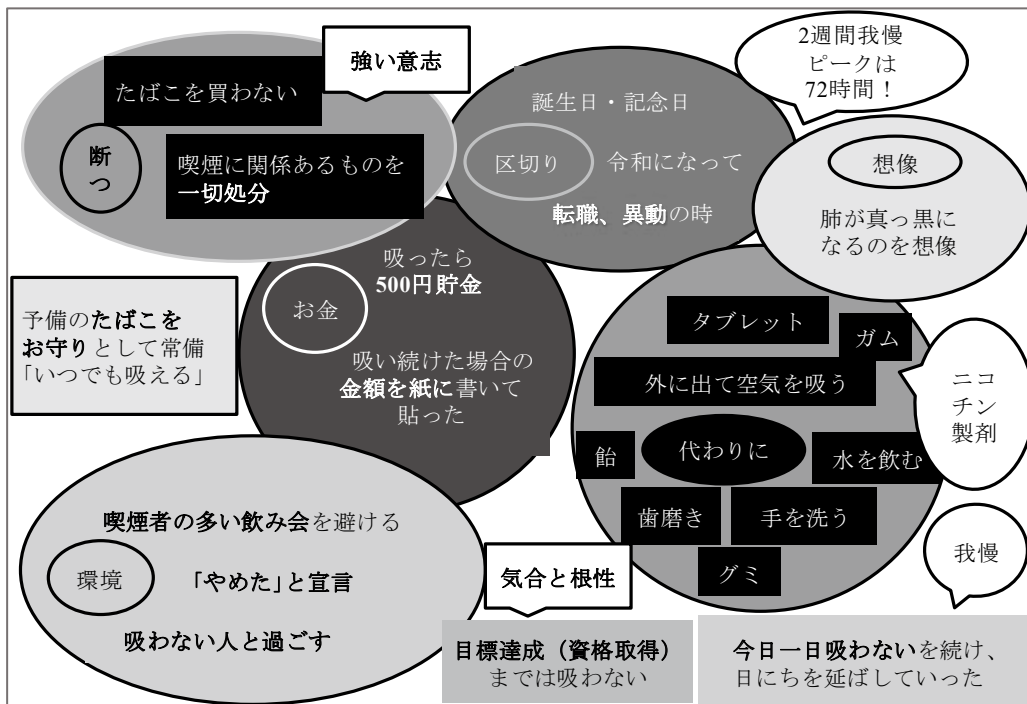 強い意志
たばこを買わない
断
つ
喫煙に関係あるものを
一切処分
誕生日・記念日
区切り
令和になって
転職、異動の時
2週間我慢
ピークは
72時間！
想像
肺が真っ黒に
なるのを想像
吸ったら
500円貯金
お金
吸い続けた場合の
金額を紙に書いて
貼った
予備のたばこを
お守りとして常備
「いつでも吸える」
タブレット
ガム
外に出て空気を吸う
飴
代わりに
水を飲む
歯磨き
手を洗う
グミ
ニコ
チン
製剤
喫煙者の多い飲み会を避ける
環境
「やめた」と宣言
吸わない人と過ごす
気合と根性
我慢
目標達成（資格取得）
までは吸わない
今日一日吸わないを続け、
日にちを延ばしていった